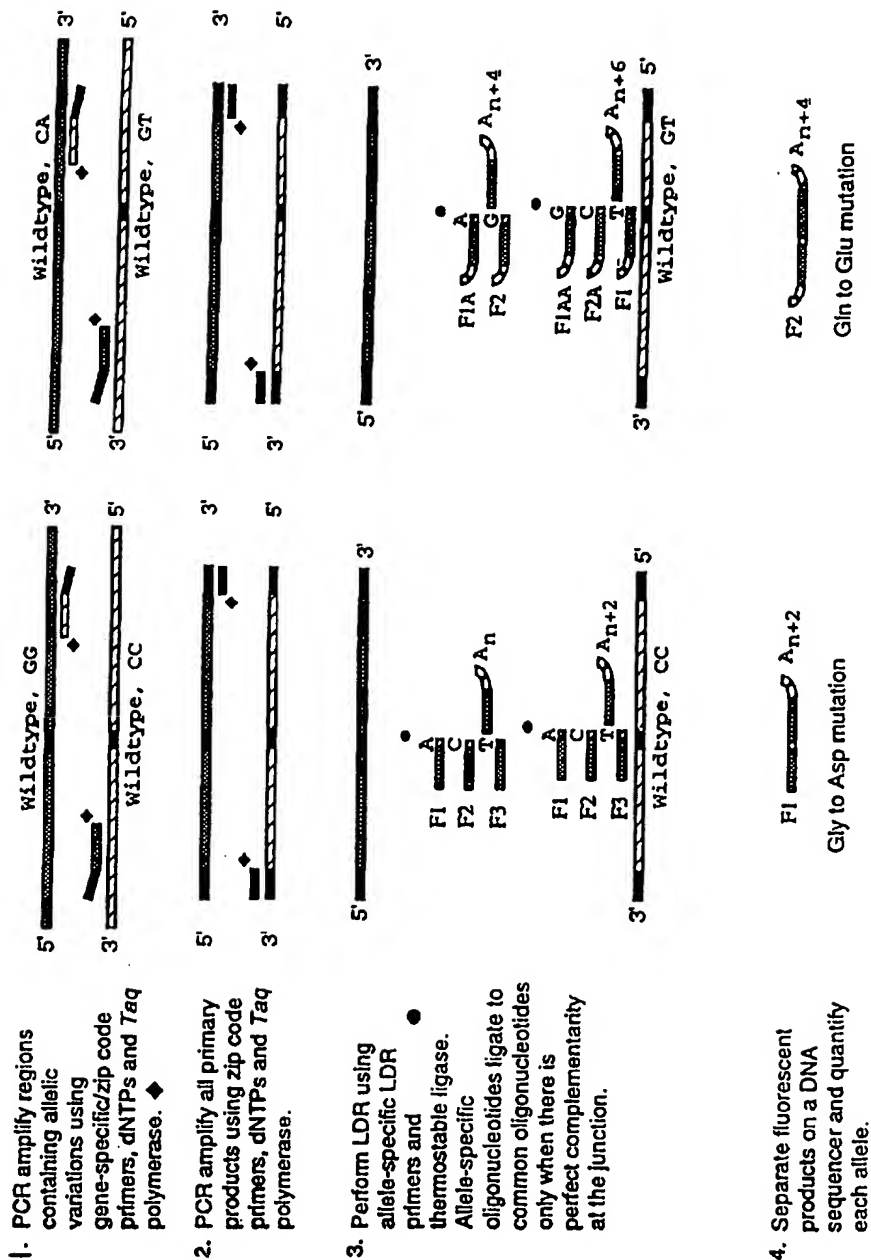 1. PCR amplify regions
containing allelic
variations using
gene-specific/zip code
primers, dNTPs and Taq
polymerase. ◆
Wildtype, GG
5' 3'
3' 5'
Wildtype, CC
Wildtype, CA
5' 3'
3' 5'
Wildtype, GT
2. PCR amplify all primary
products using zip code
primers, dNTPs and Taq
polymerase.
5' 3'
3' 5'
5' 3'
3' 5'
3. Perform LDR using
allele-specific LDR
primers and ●
thermostable ligase.
Allele-specific
oligonucleotides ligate to
common oligonucleotides
only when there is
perfect complementarity
at the junction.
5' 3'
F1 A
F2 C
F3 T An
F1 A
F2 C
F3 T An+2
Wildtype, CC
3' 5'
5' 3'
F1A A
F2 G An+4
F1AA G
F2A C
F1 T An+6
Wildtype, GT
3' 5'
4. Separate fluorescent
products on a DNA
sequencer and quantify
each allele.
F1 An+2
Gly to Asp mutation
F2 An+4
Gln to Glu mutation